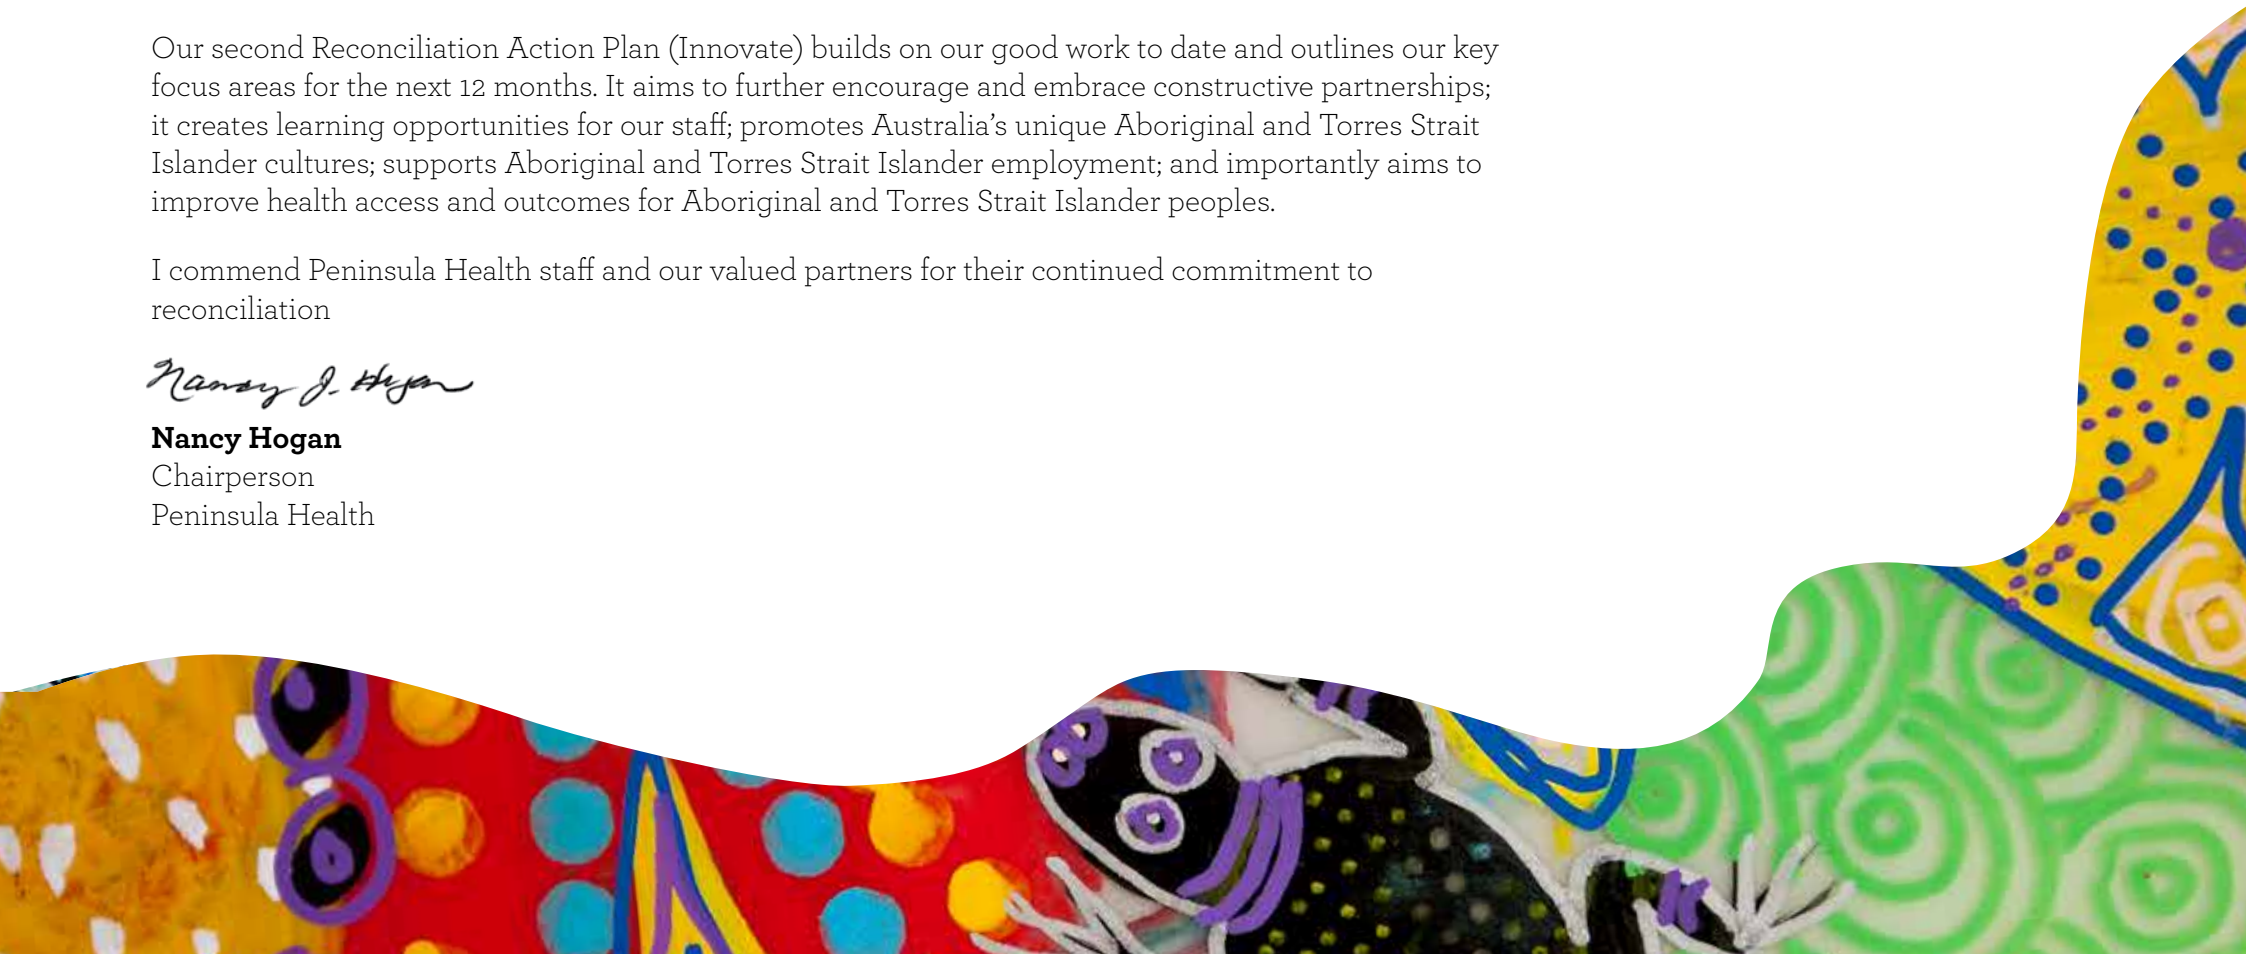 Our second Reconciliation Action Plan (Innovate) builds on our good work to date and outlines our key
focus areas for the next 12 months. It aims to further encourage and embrace constructive partnerships;
it creates learning opportunities for our staff; promotes Australia’s unique Aboriginal and Torres Strait
Islander cultures; supports Aboriginal and Torres Strait Islander employment; and importantly aims to
improve health access and outcomes for Aboriginal and Torres Strait Islander peoples.
I commend Peninsula Health staff and our valued partners for their continued commitment to
reconciliation
Nancy J. Hogan
Nancy Hogan
Chairperson
Peninsula Health